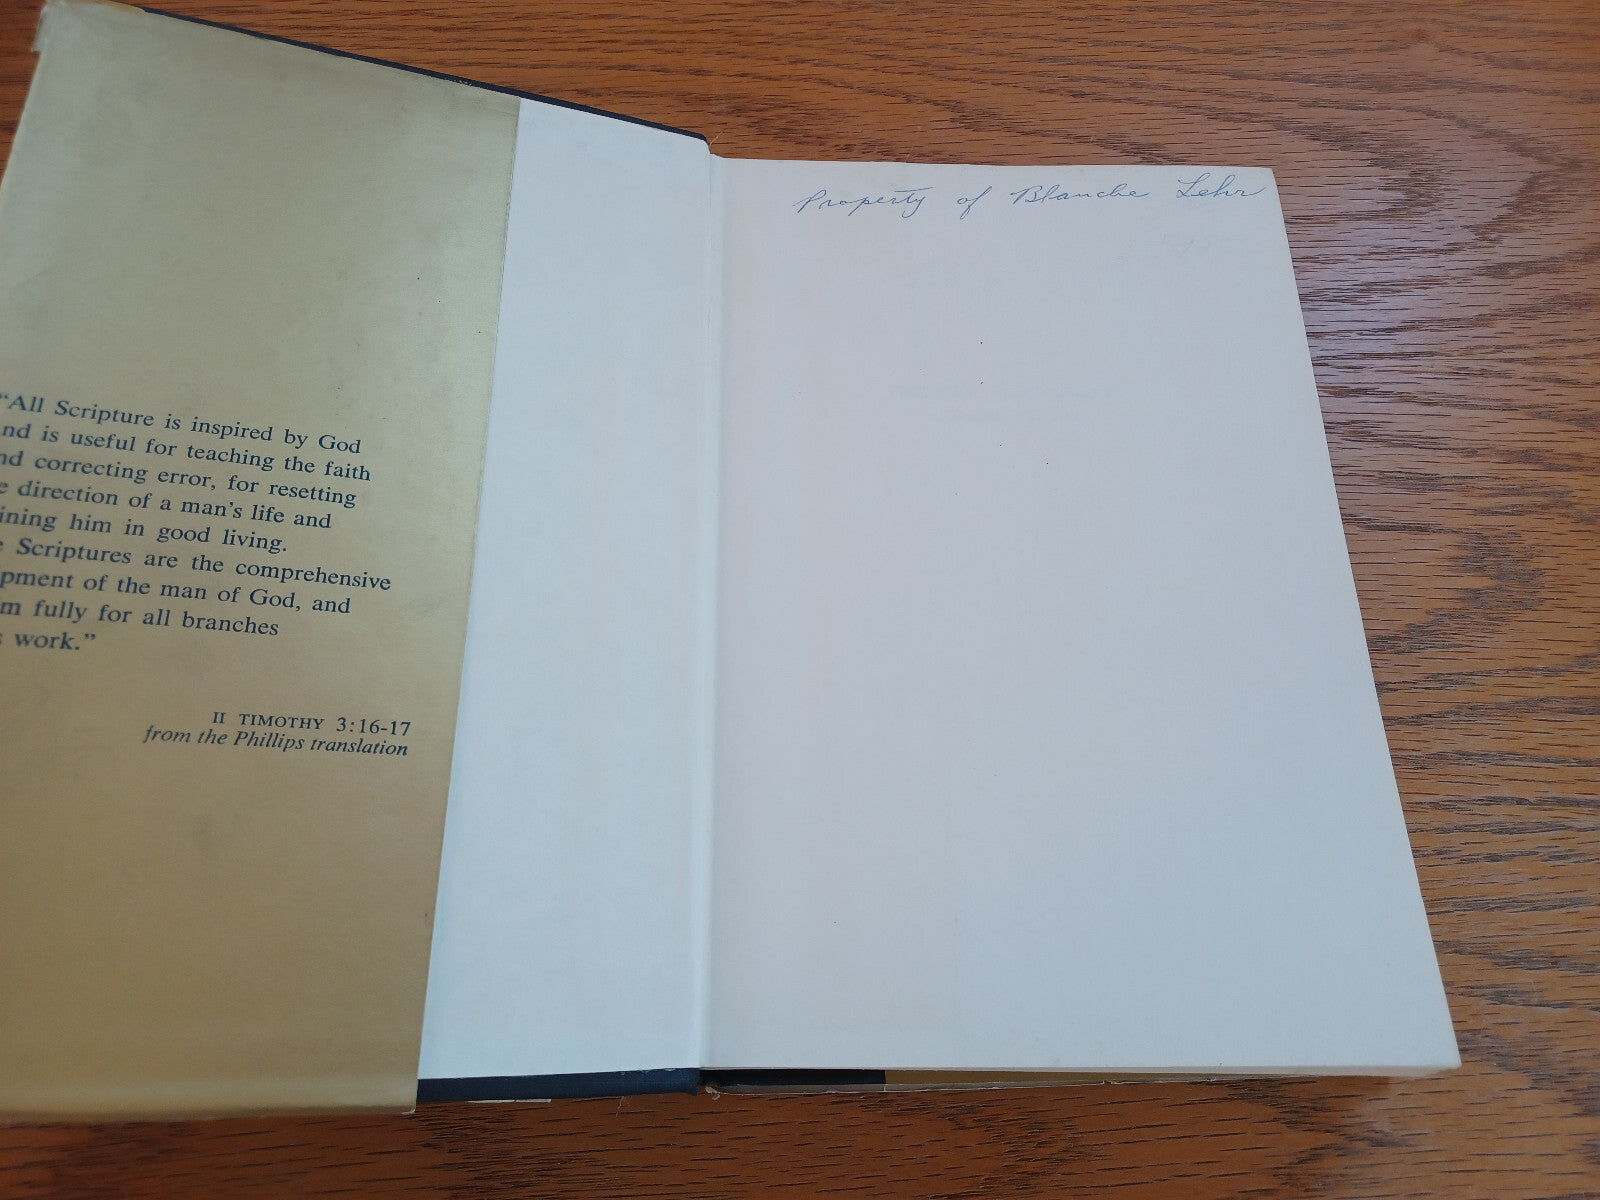 “All Scripture is inspired by God
nd is useful for teaching the faith
nd correcting error, for resetting
e direction of a man’s life and
ining him in good living.
e Scriptures are the comprehensive
pment of the man of God, and
m fully for all branches
s work.”
II TIMOTHY 3:16-17
from the Phillips translation
Property of Blanche Lehr